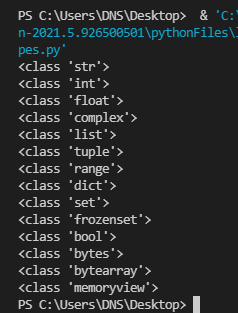 PS C:\Users\DNS\Desktop>  & 'C:
n-2021.5.926500501\pythonFiles\
pes.py'
<class 'str'>
<class 'int'>
<class 'float'>
<class 'complex'>
<class 'list'>
<class 'tuple'>
<class 'range'>
<class 'dict'>
<class 'set'>
<class 'frozenset'>
<class 'bool'>
<class 'bytes'>
<class 'bytearray'>
<class 'memoryview'>
PS C:\Users\DNS\Desktop>